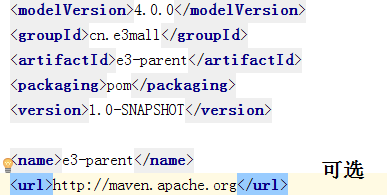 <modelVersion>4.0.0</modelVersion>
<groupId>cn.e3mall</groupId>
<artifactId>e3-parent</artifactId>
<packaging>pom</packaging>
<version>1.0-SNAPSHOT</version>
<name>e3-parent</name>
可选
<url>http://maven.apache.org</url>